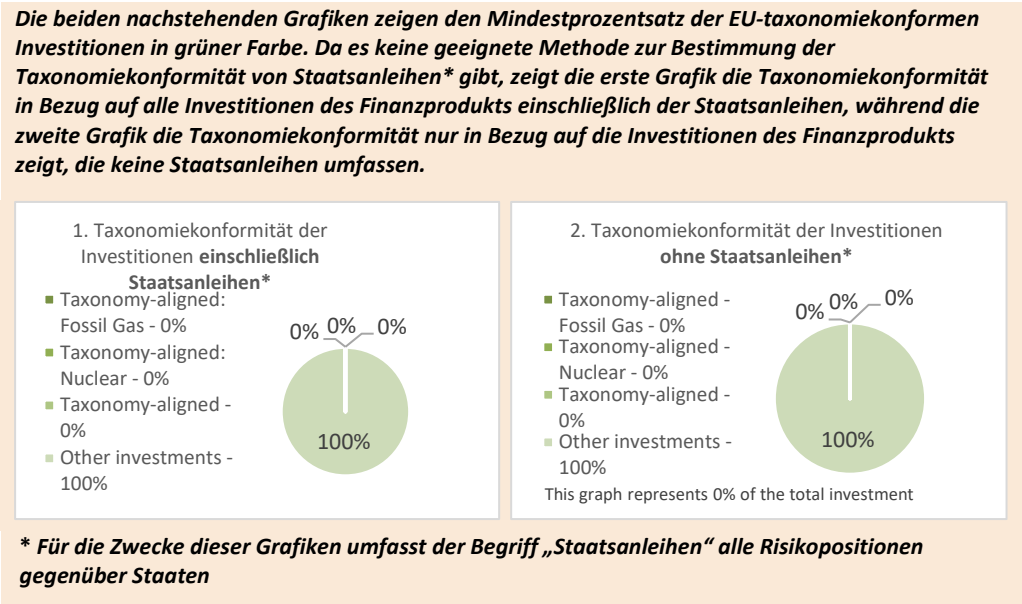 Die beiden nachstehenden Grafiken zeigen den Mindestprozentsatz der EU-taxonomiekonformen
Investitionen in grüner Farbe. Da es keine geeignete Methode zur Bestimmung der
Taxonomiekonformität von Staatsanleihen* gibt, zeigt die erste Grafik die Taxonomiekonformität
in Bezug auf alle Investitionen des Finanzprodukts einschließlich der Staatsanleihen, während die
zweite Grafik die Taxonomiekonformität nur in Bezug auf die Investitionen des Finanzprodukts
zeigt, die keine Staatsanleihen umfassen.
1. Taxonomiekonformität der
Investitionen einschließlich
Staatsanleihen*
Taxonomy-aligned:
Fossil Gas - 0%
Taxonomy-aligned:
Nuclear - 0%
Taxonomy-aligned -
0%
Other investments -
100%
0% 0% 0%
100%
2. Taxonomiekonformität der Investitionen
ohne Staatsanleihen*
Taxonomy-aligned -
Fossil Gas - 0%
Taxonomy-aligned -
Nuclear - 0%
Taxonomy-aligned -
0%
Other investments -
100%
0% 0% 0%
100%
This graph represents 0% of the total investment
* Für die Zwecke dieser Grafiken umfasst der Begriff „Staatsanleihen“ alle Risikopositionen
gegenüber Staaten